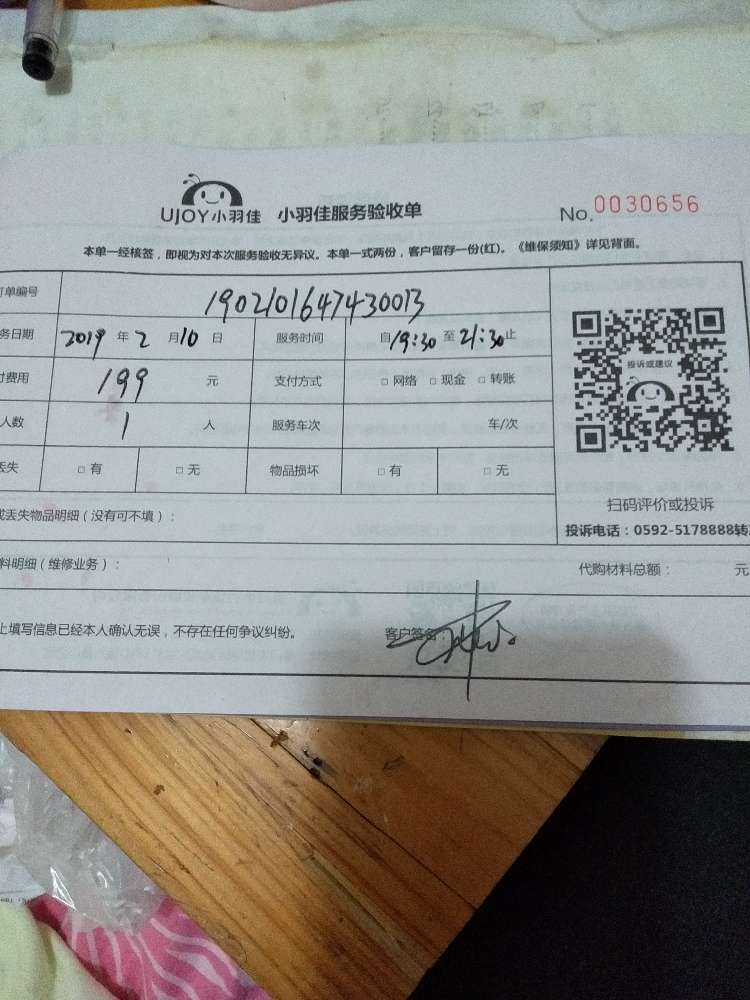 UJOY小羽佳 小羽佳服务验收单 No.0030656
本单一经核签，即视为对本次服务验收无异议。本单一式两份，客户留存一份(红)。《维保须知》详见背面。
订单编号 1902101647430013
务日期 2019 年 2 月 10 日 服务时间 自 19:30 至 21:30 止
付费用 199 元 支付方式 □ 网络 □ 现金 □ 转账
人数 1 人 服务车次 车/次
丢失 □ 有 □ 无 物品损坏 □ 有 □ 无
投诉或建议
扫码评价或投诉
投诉电话：0592-5178888转
或丢失物品明细（没有可不填）：
料明细（维修业务）： 代购材料总额： 元
上填写信息已经本人确认无误，不存在任何争议纠纷。 客户签名：